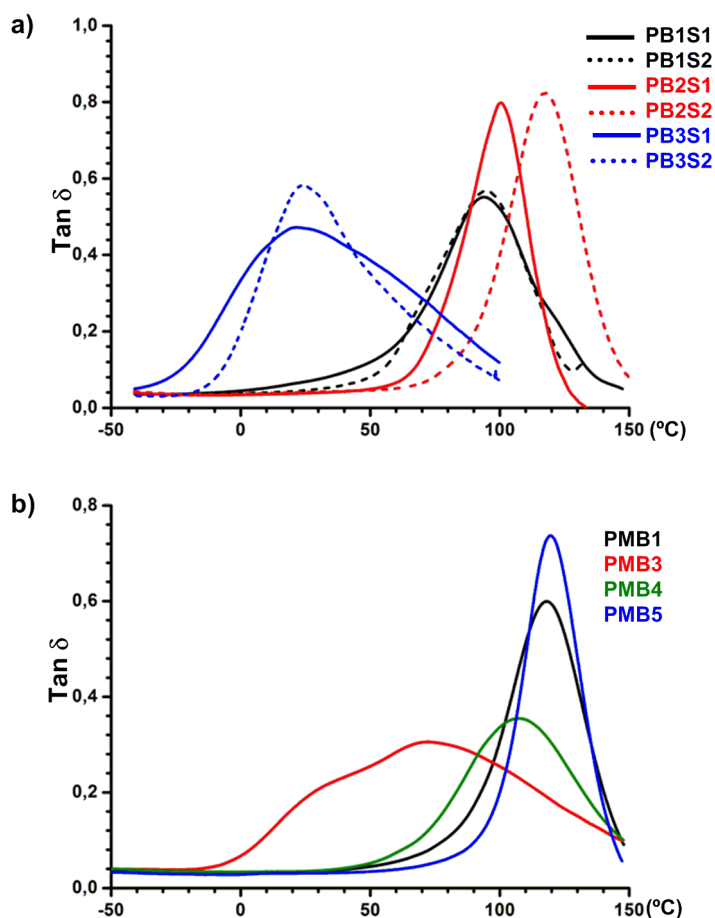 a)
Tan δ
1,0
0,8
0,6
0,4
0,2
0,0
-50
0
50
100
150 (ºC)
PB1S1
PB1S2
PB2S1
PB2S2
PB3S1
PB3S2
b)
Tan δ
0,8
0,6
0,4
0,2
0,0
-50
0
50
100
150 (ºC)
PMB1
PMB3
PMB4
PMB5